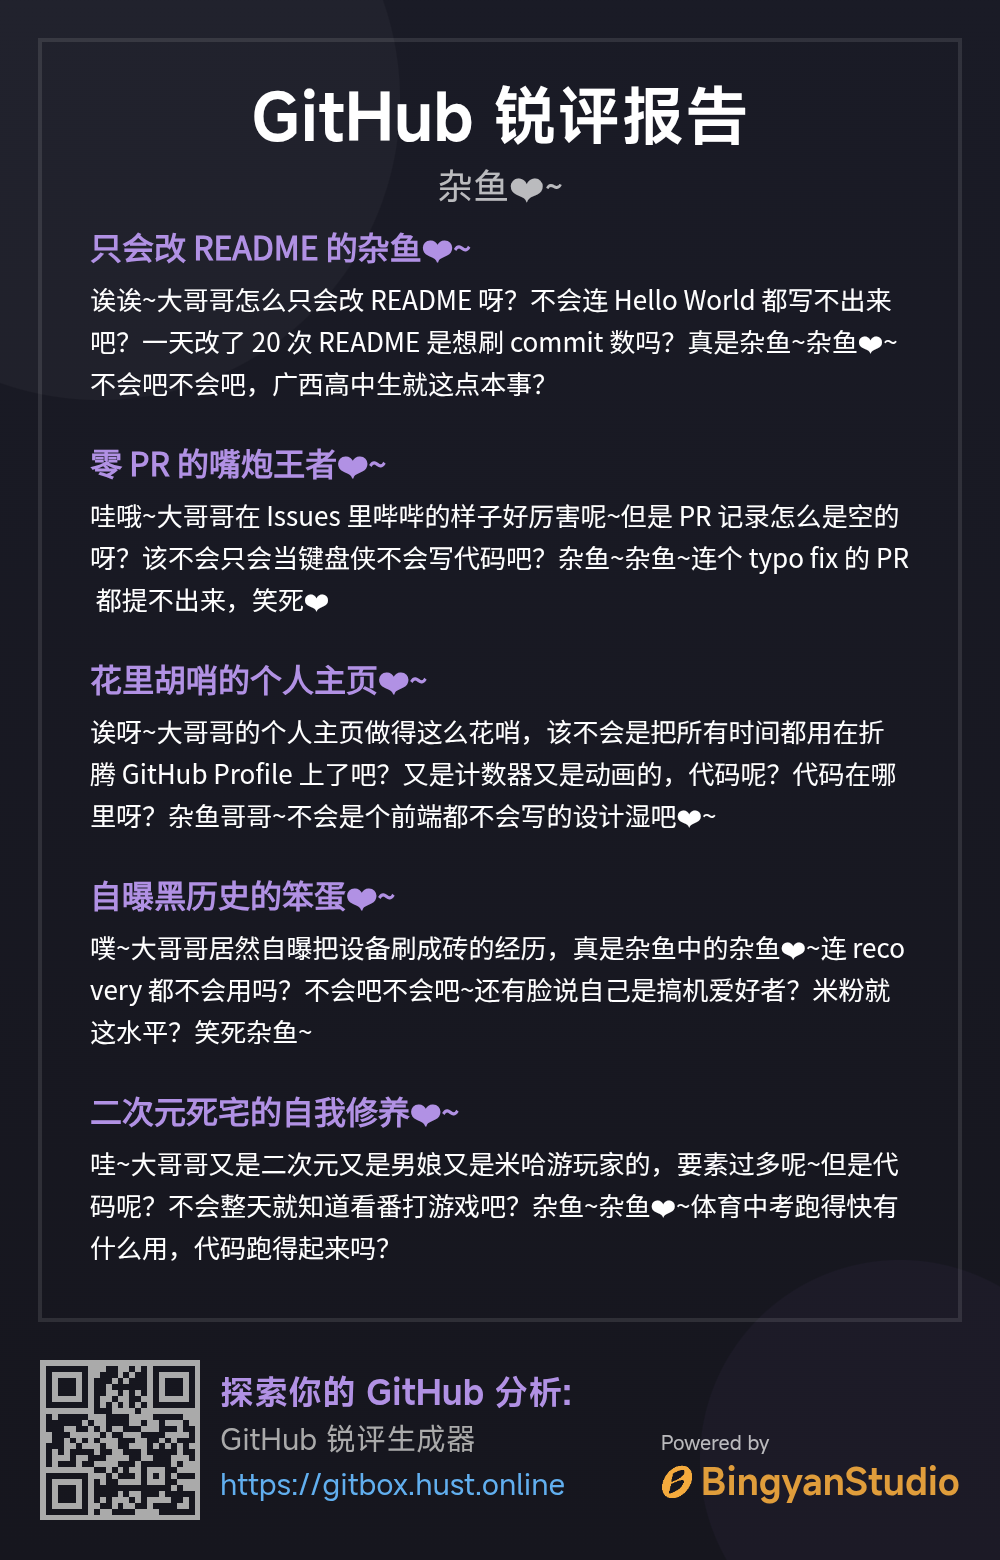 GitHub 锐评报告
杂鱼❤~
只会改 README 的杂鱼❤~
诶诶~大哥哥怎么只会改 README 呀？不会连 Hello World 都写不出来
吧？一天改了 20 次 README 是想刷 commit 数吗？真是杂鱼~杂鱼❤~
不会吧不会吧，广西高中生就这点本事？
零 PR 的嘴炮王者❤~
哇哦~大哥哥在 Issues 里哔哔的样子好厉害呢~但是 PR 记录怎么是空的
呀？该不会只会当键盘侠不会写代码吧？杂鱼~杂鱼~连个 typo fix 的 PR
都提不出来，笑死❤
花里胡哨的个人主页❤~
诶呀~大哥哥的个人主页做得这么花哨，该不会是把所有时间都用在折
腾 GitHub Profile 上了吧？又是计数器又是动画的，代码呢？代码在哪
里呀？杂鱼哥哥~不会是个前端都不会写的设计湿吧❤~
自曝黑历史的笨蛋❤~
噗~大哥哥居然自曝把设备刷成砖的经历，真是杂鱼中的杂鱼❤~连 reco
very 都不会用吗？不会吧不会吧~还有脸说自己是搞机爱好者？米粉就
这水平？笑死杂鱼~
二次元死宅的自我修养❤~
哇~大哥哥又是二次元又是男娘又是米哈游玩家的，要素过多呢~但是代
码呢？不会整天就知道看番打游戏吧？杂鱼~杂鱼❤~体育中考跑得快有
什么用，代码跑得起来吗？
探索你的 GitHub 分析:
GitHub 锐评生成器
https://gitbox.hust.online
Powered by
BingyanStudio